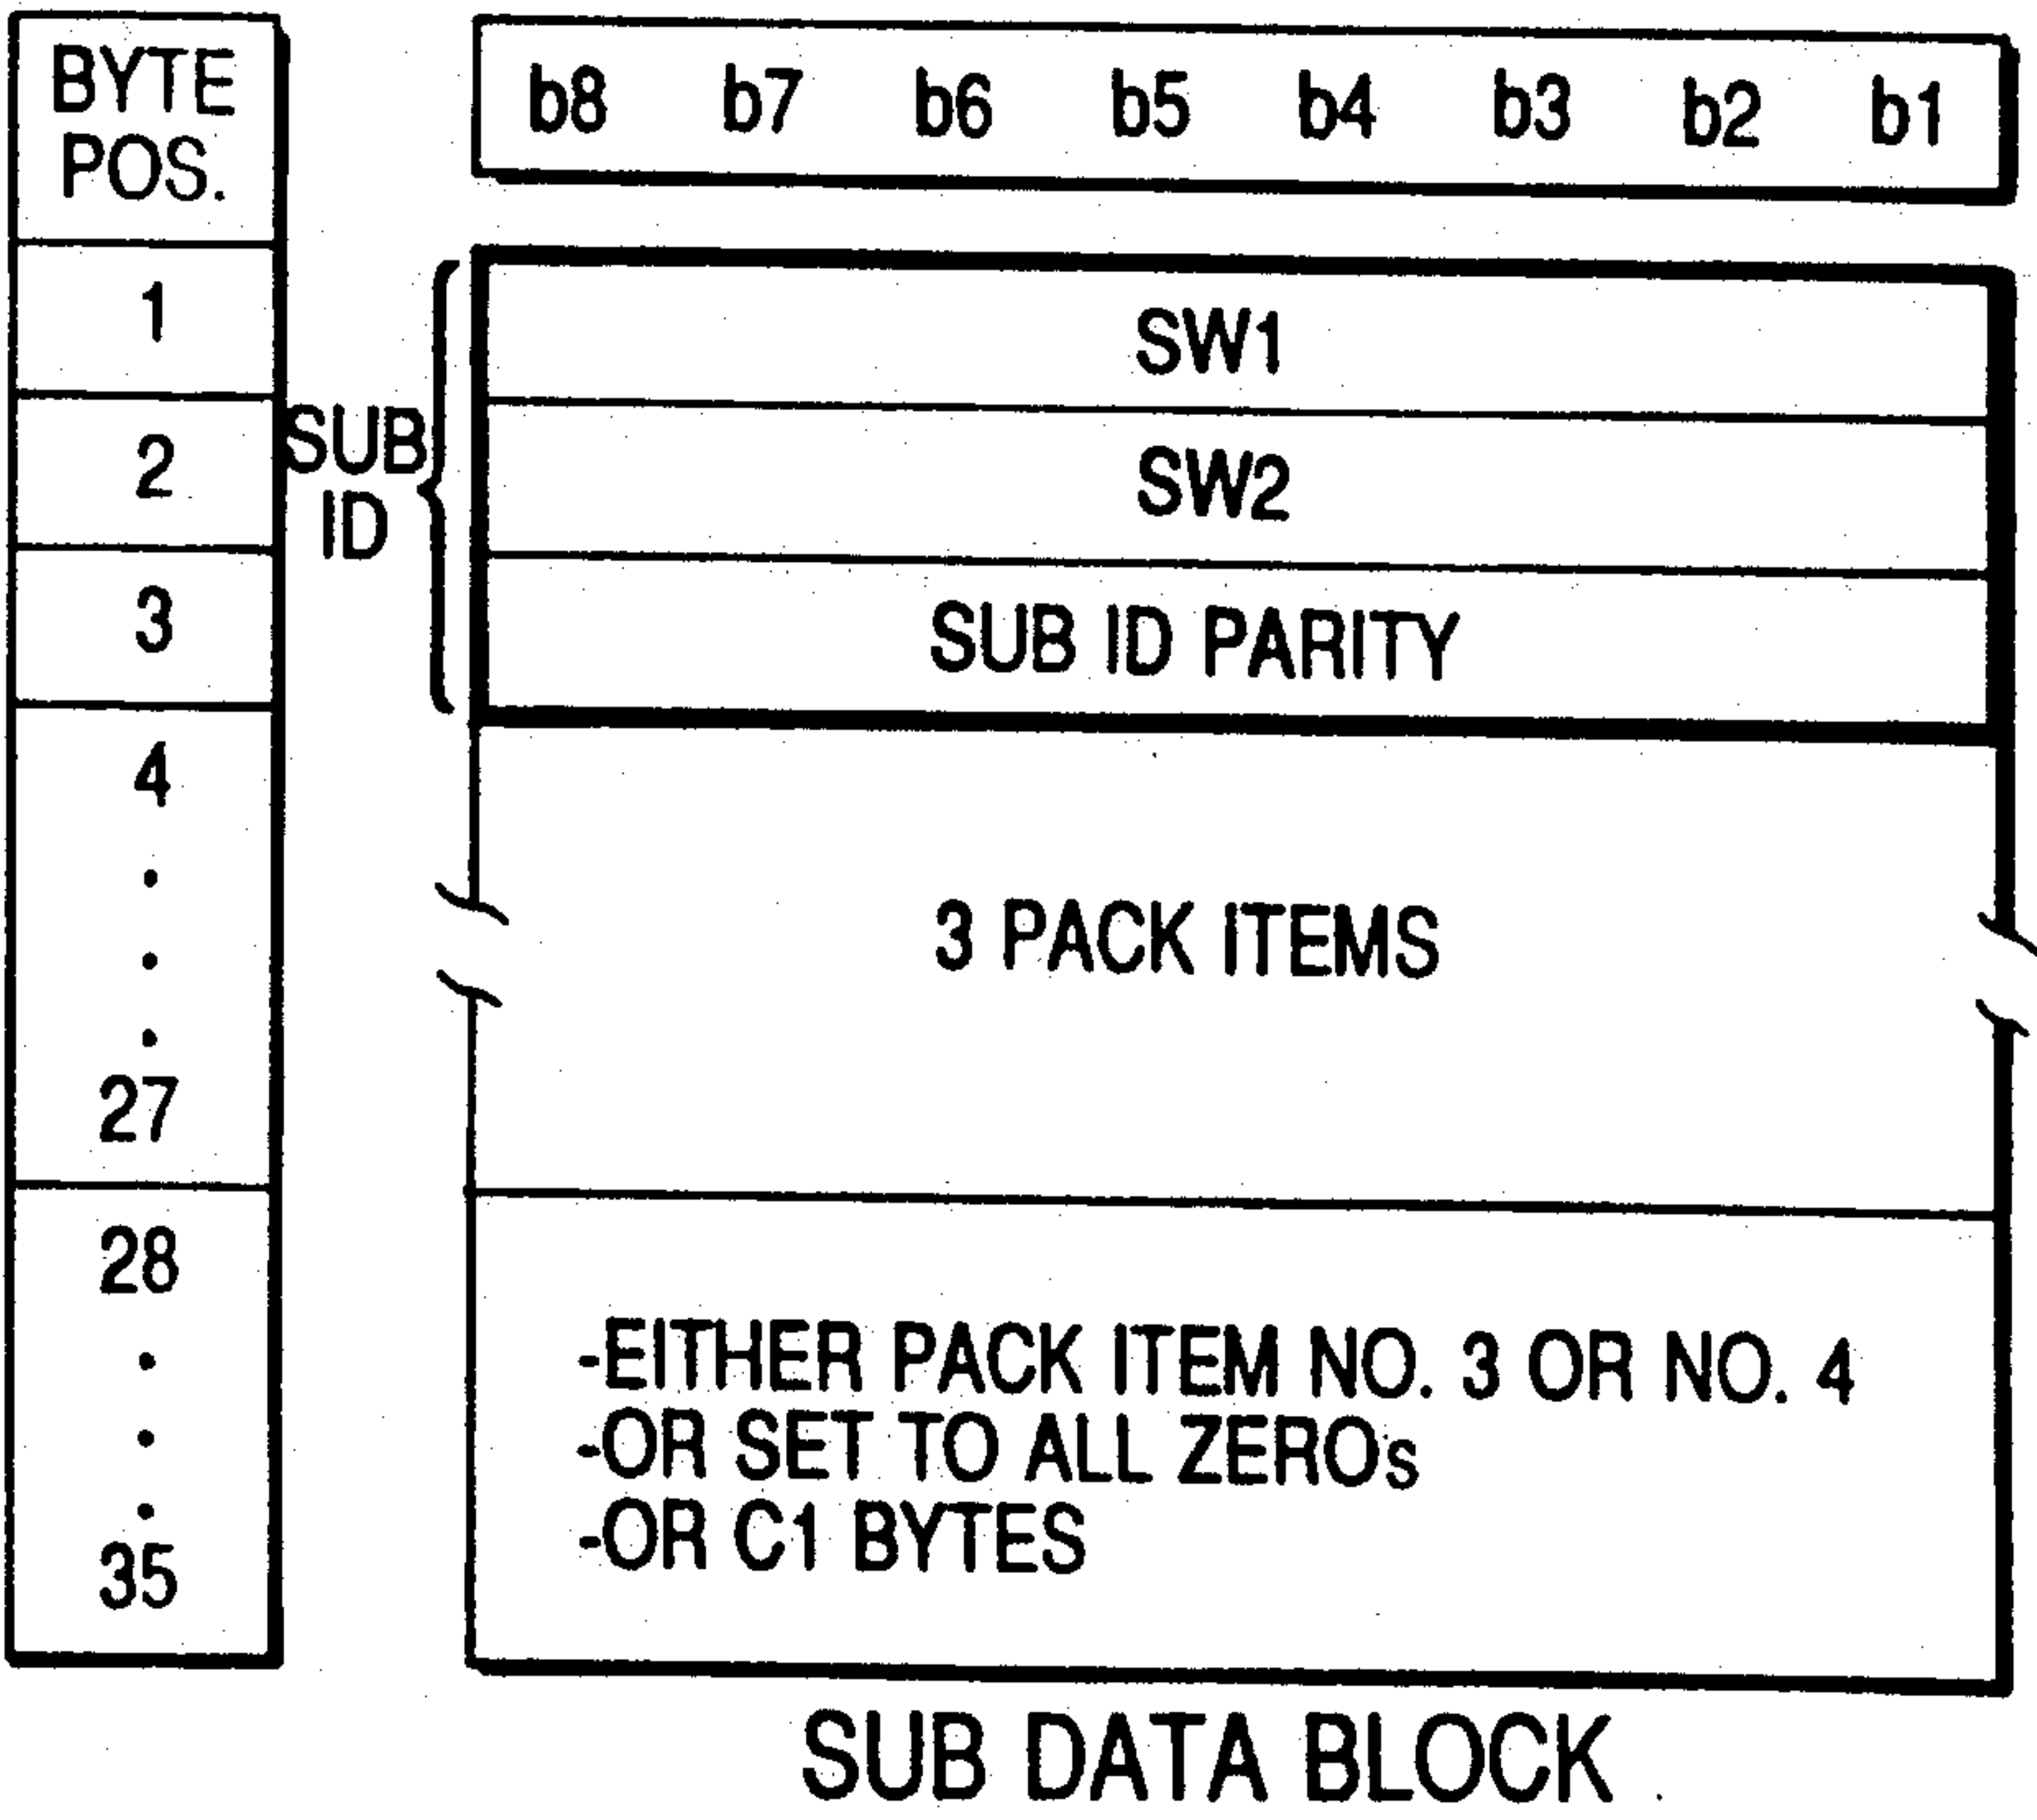 BYTE
POS.
b8 b7 b6 b5 b4 b3 b2 b1
1
SW1
SUB
ID
2
SW2
3
SUB ID PARITY
4
.
.
.
27
3 PACK ITEMS
28
.
.
.
35
-EITHER PACK ITEM NO. 3 OR NO. 4
-OR SET TO ALL ZERO's
-OR C1 BYTES
SUB DATA BLOCK